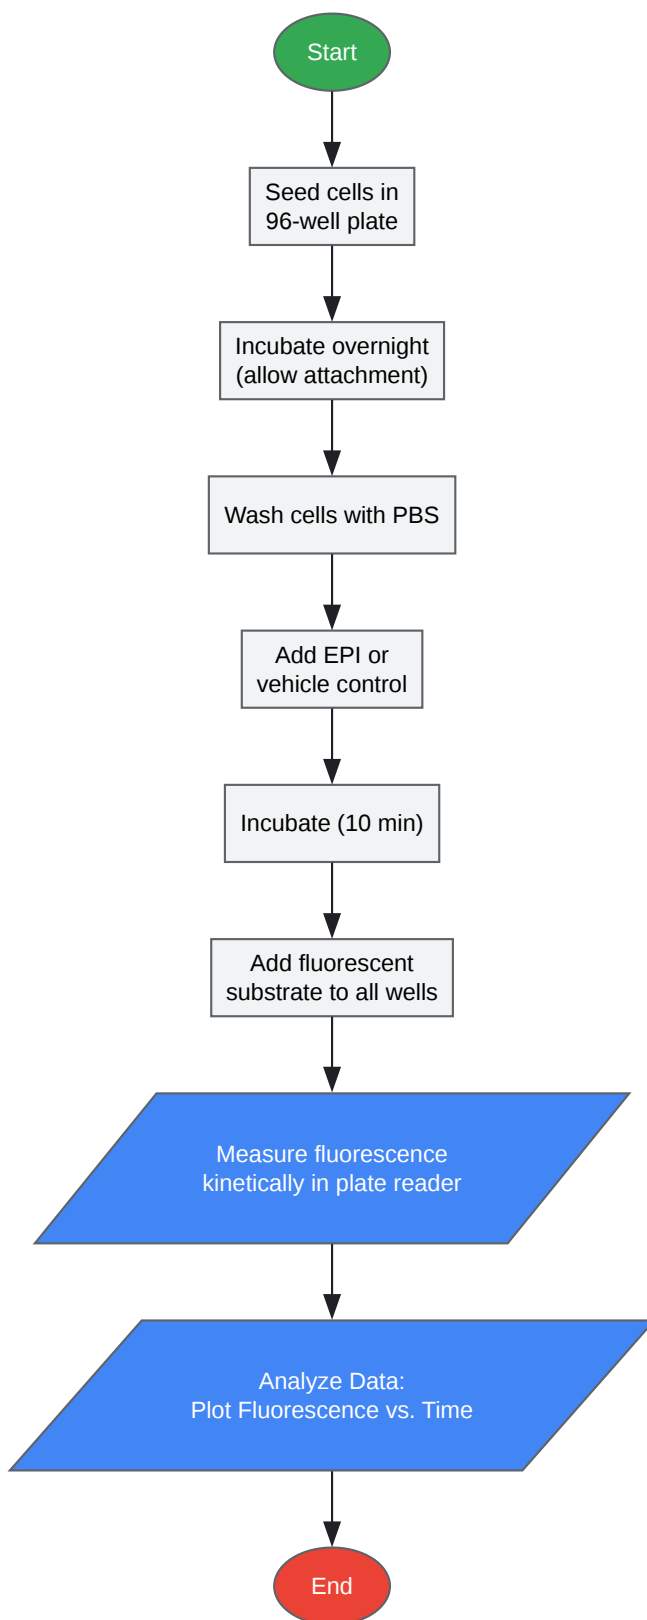 Start
Seed cells in
96-well plate
Incubate overnight
(allow attachment)
Wash cells with PBS
Add EPI or
vehicle control
Incubate (10 min)
Add fluorescent
substrate to all wells
Measure fluorescence
kinetically in plate reader
Analyze Data:
Plot Fluorescence vs. Time
End